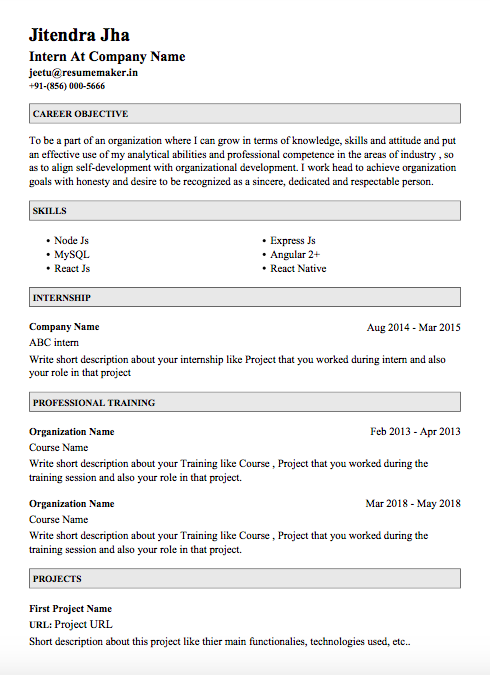 Jitendra Jha
Intern At Company Name
jeetu@resumemaker.in
+91-(856) 000-5666
CAREER OBJECTIVE
To be a part of an organization where I can grow in terms of knowledge, skills and attitude and put
an effective use of my analytical abilities and professional competence in the areas of industry , so
as to align self-development with organizational development. I work head to achieve organization
goals with honesty and desire to be recognized as a sincere, dedicated and respectable person.
SKILLS
• Node Js
• Express Js
• MySQL
• Angular 2+
• React Js
• React Native
INTERNSHIP
Company Name Aug 2014 - Mar 2015
ABC intern
Write short description about your internship like Project that you worked during intern and also
your role in that project
PROFESSIONAL TRAINING
Organization Name Feb 2013 - Apr 2013
Course Name
Write short description about your Training like Course , Project that you worked during the
training session and also your role in that project.
Organization Name Mar 2018 - May 2018
Course Name
Write short description about your Training like Course , Project that you worked during the
training session and also your role in that project.
PROJECTS
First Project Name
URL: Project URL
Short description about this project like thier main functionalies, technologies used, etc..